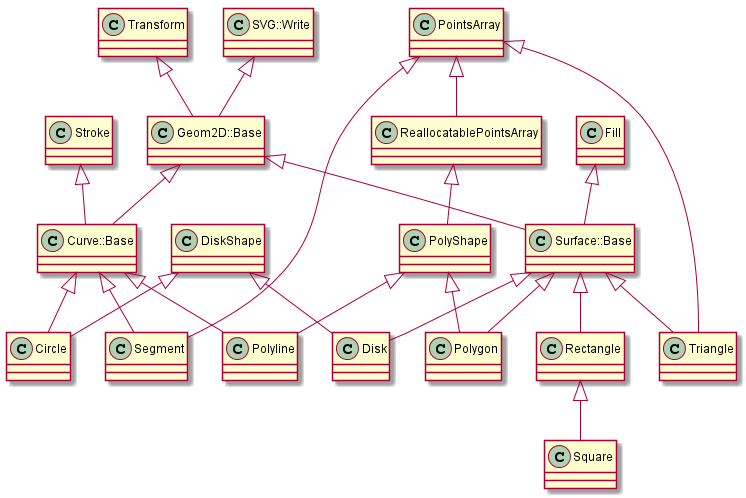 C Transform
C SVG::Write
C PointsArray
C Stroke
C Geom2D::Base
C ReallocatablePointsArray
C Fill
C Curve::Base
C DiskShape
C PolyShape
C Surface::Base
C Circle
C Segment
C Polyline
C Disk
C Polygon
C Rectangle
C Triangle
C Square